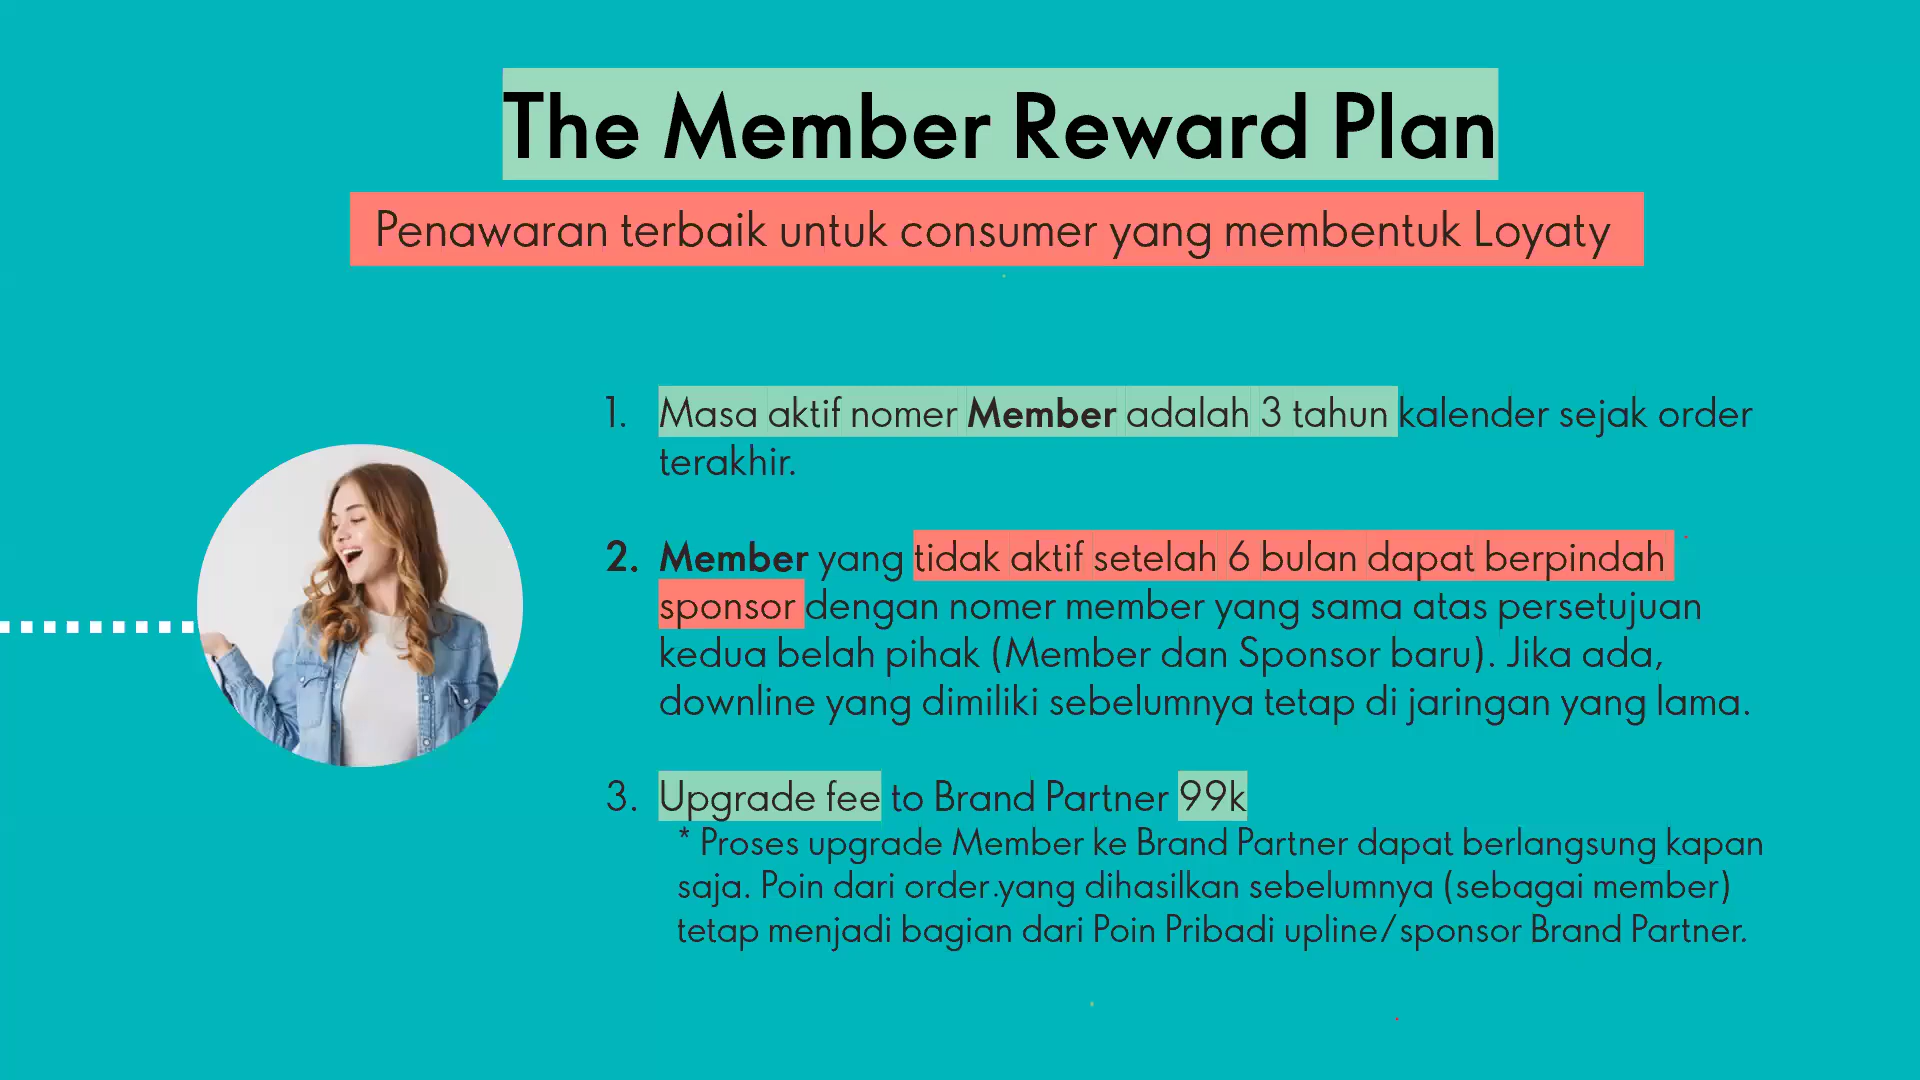 The Member Reward Plan
Penawaran terbaik untuk consumer yang membentuk Loyaty
1. Masa aktif nomer Member adalah 3 tahun kalender sejak order
terakhir.
2. Member yang tidak aktif setelah 6 bulan dapat berpindah
sponsor dengan nomer member yang sama atas persetujuan
kedua belah pihak (Member dan Sponsor baru). Jika ada,
downline yang dimiliki sebelumnya tetap di jaringan yang lama.
3. Upgrade fee to Brand Partner 99k
* Proses upgrade Member ke Brand Partner dapat berlangsung kapan
saja. Poin dari order yang dihasilkan sebelumnya (sebagai member)
tetap menjadi bagian dari Poin Pribadi upline/sponsor Brand Partner.